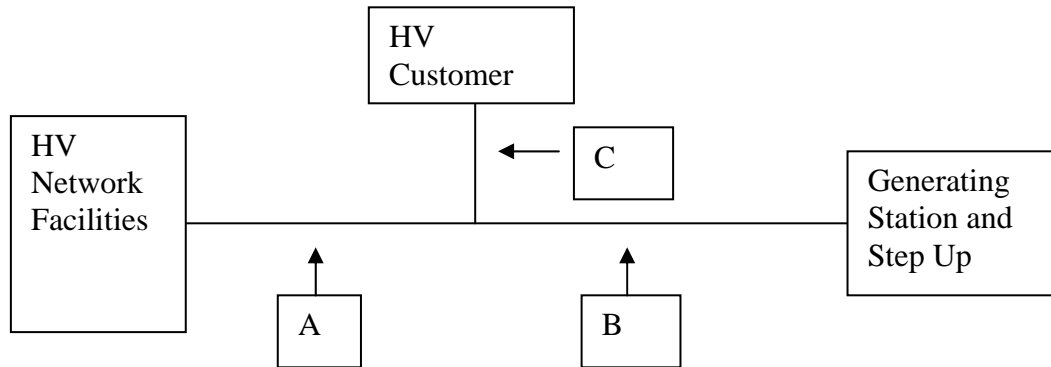 HV
Customer
HV
Network
Facilities
C
Generating
Station and
Step Up
A
B